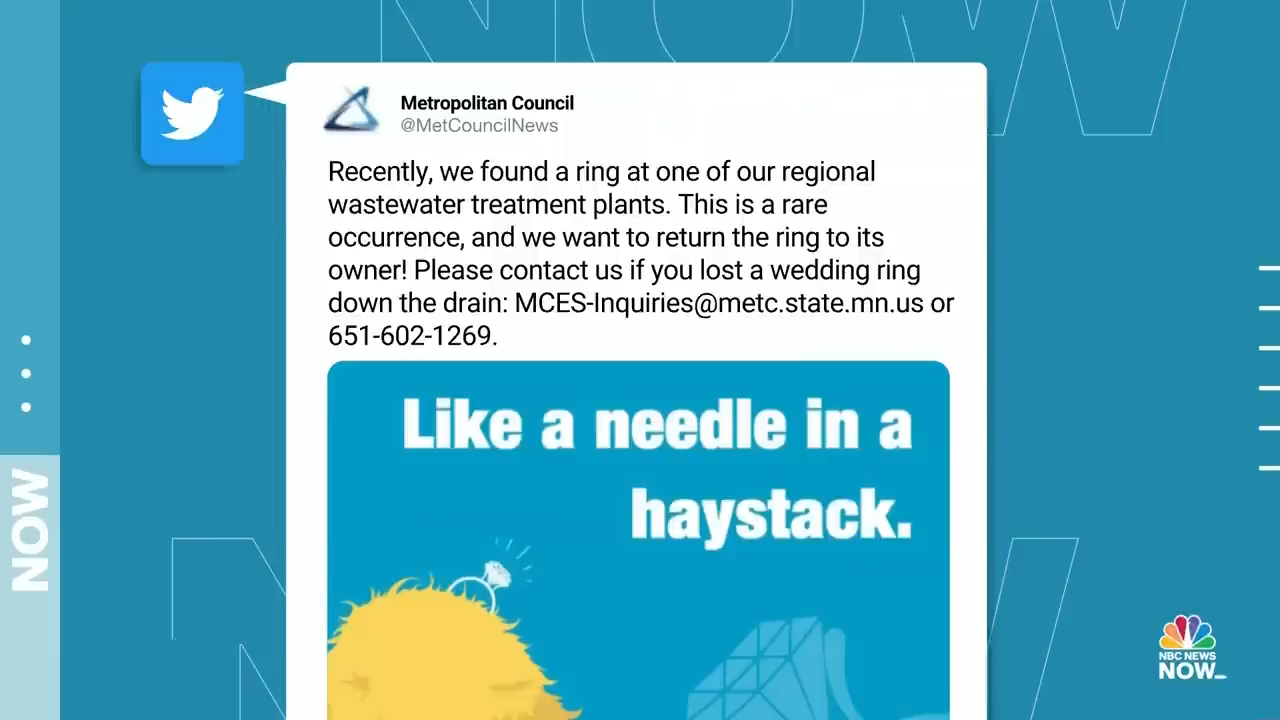 NOW
Metropolitan Council
@MetCouncilNews
Recently, we found a ring at one of our regional
wastewater treatment plants. This is a rare
occurrence, and we want to return the ring to its
owner! Please contact us if you lost a wedding ring
down the drain: MCES-Inquiries@metc.state.mn.us or
651-602-1269.
Like a needle in a
haystack.
NOW
N
NBC NEWS
NOW_